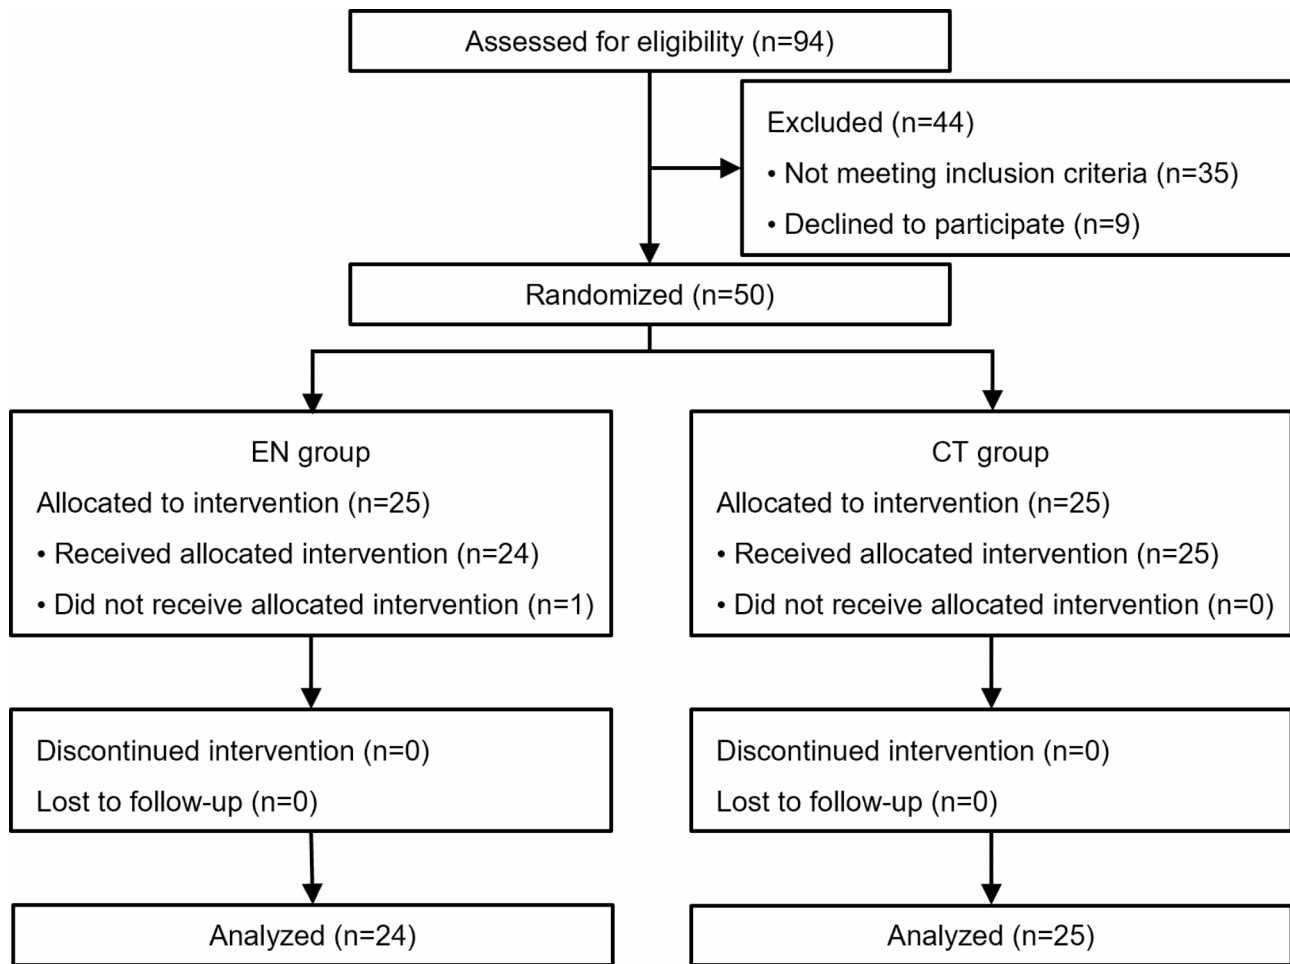 Assessed for eligibility (n=94)
Excluded (n=44)
• Not meeting inclusion criteria (n=35)
• Declined to participate (n=9)
Randomized (n=50)
EN group
Allocated to intervention (n=25)
• Received allocated intervention (n=24)
• Did not receive allocated intervention (n=1)
CT group
Allocated to intervention (n=25)
• Received allocated intervention (n=25)
• Did not receive allocated intervention (n=0)
Discontinued intervention (n=0)
Lost to follow-up (n=0)
Discontinued intervention (n=0)
Lost to follow-up (n=0)
Analyzed (n=24)
Analyzed (n=25)